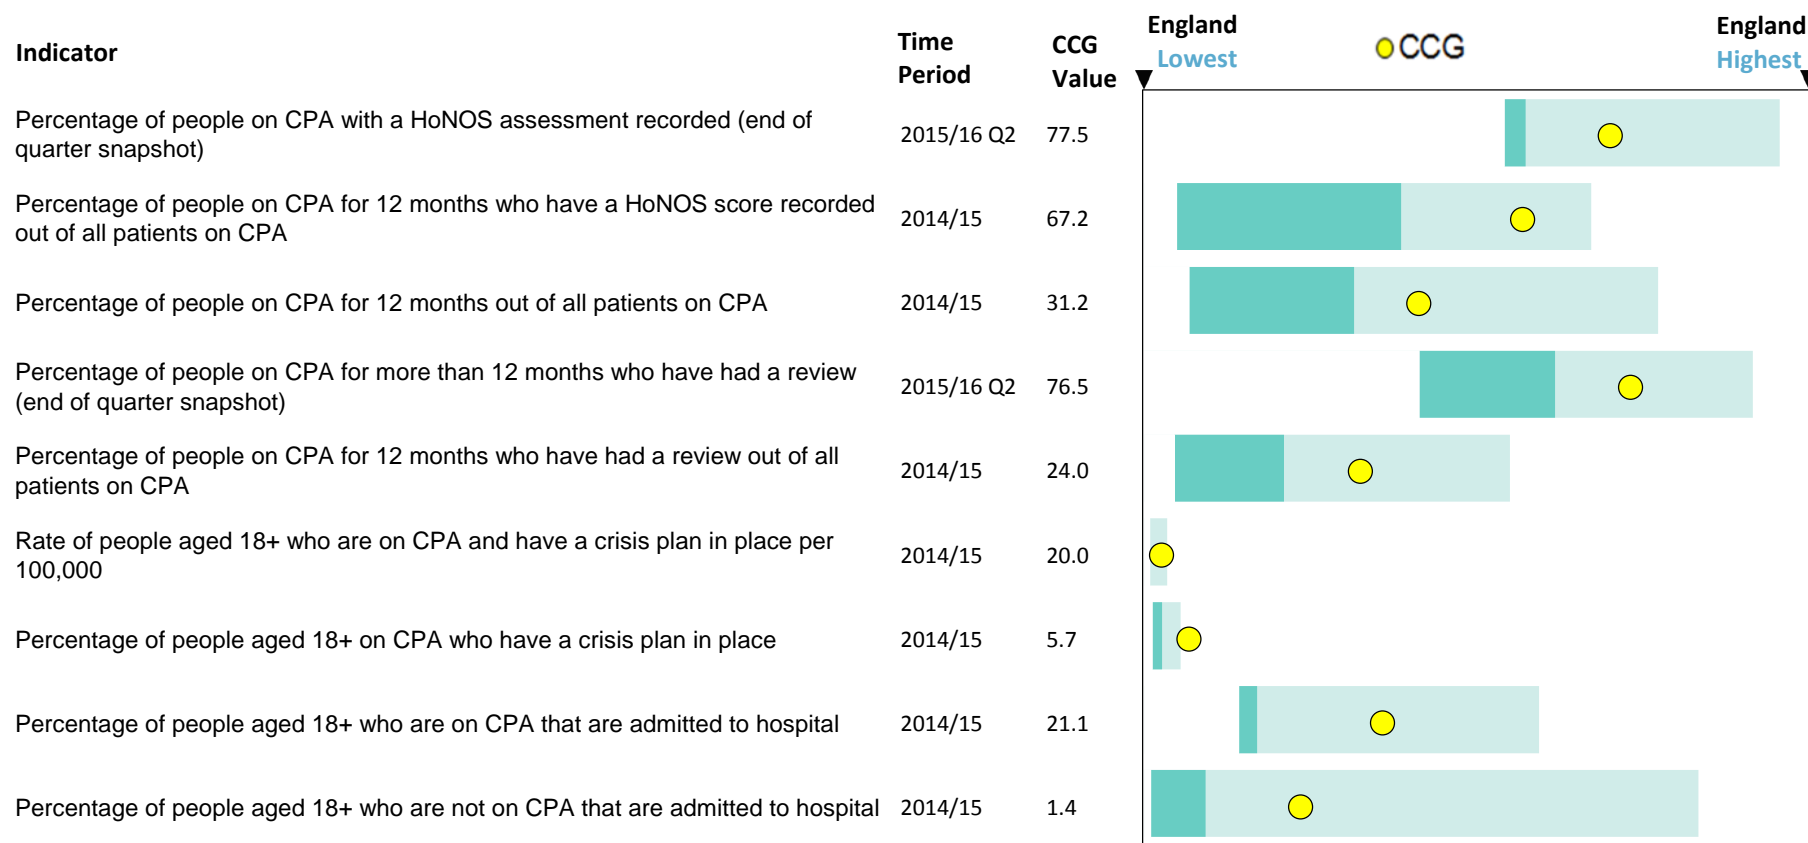 Indicator
Time Period
CCG Value
England Lowest
CCG
England Highest
Percentage of people on CPA with a HoNOS assessment recorded (end of
quarter snapshot)
2015/16 Q2
77.5
Percentage of people on CPA for 12 months who have a HoNOS score recorded
out of all patients on CPA
2014/15
67.2
Percentage of people on CPA for 12 months out of all patients on CPA
2014/15
31.2
Percentage of people on CPA for more than 12 months who have had a review
(end of quarter snapshot)
2015/16 Q2
76.5
Percentage of people on CPA for 12 months who have had a review out of all
patients on CPA
2014/15
24.0
Rate of people aged 18+ who are on CPA and have a crisis plan in place per
100,000
2014/15
20.0
Percentage of people aged 18+ on CPA who have a crisis plan in place
2014/15
5.7
Percentage of people aged 18+ who are on CPA that are admitted to hospital
2014/15
21.1
Percentage of people aged 18+ who are not on CPA that are admitted to hospital
2014/15
1.4